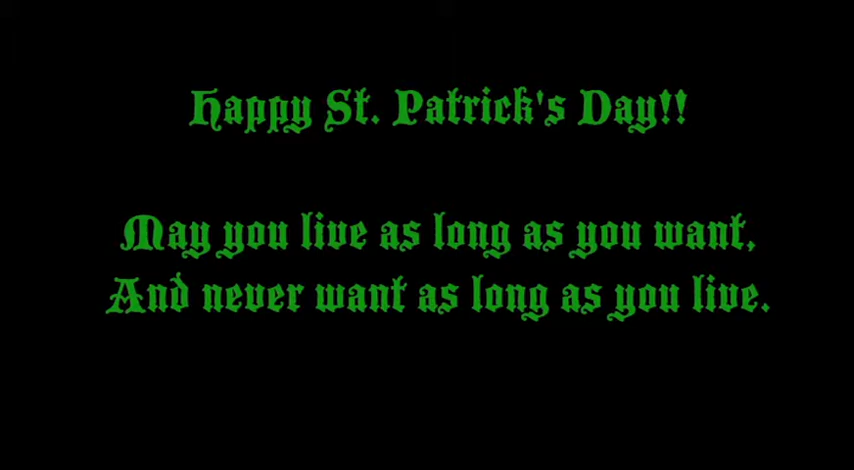 Happy St. Patrick's Day!!
May you live as long as you want,
And never want as long as you live.